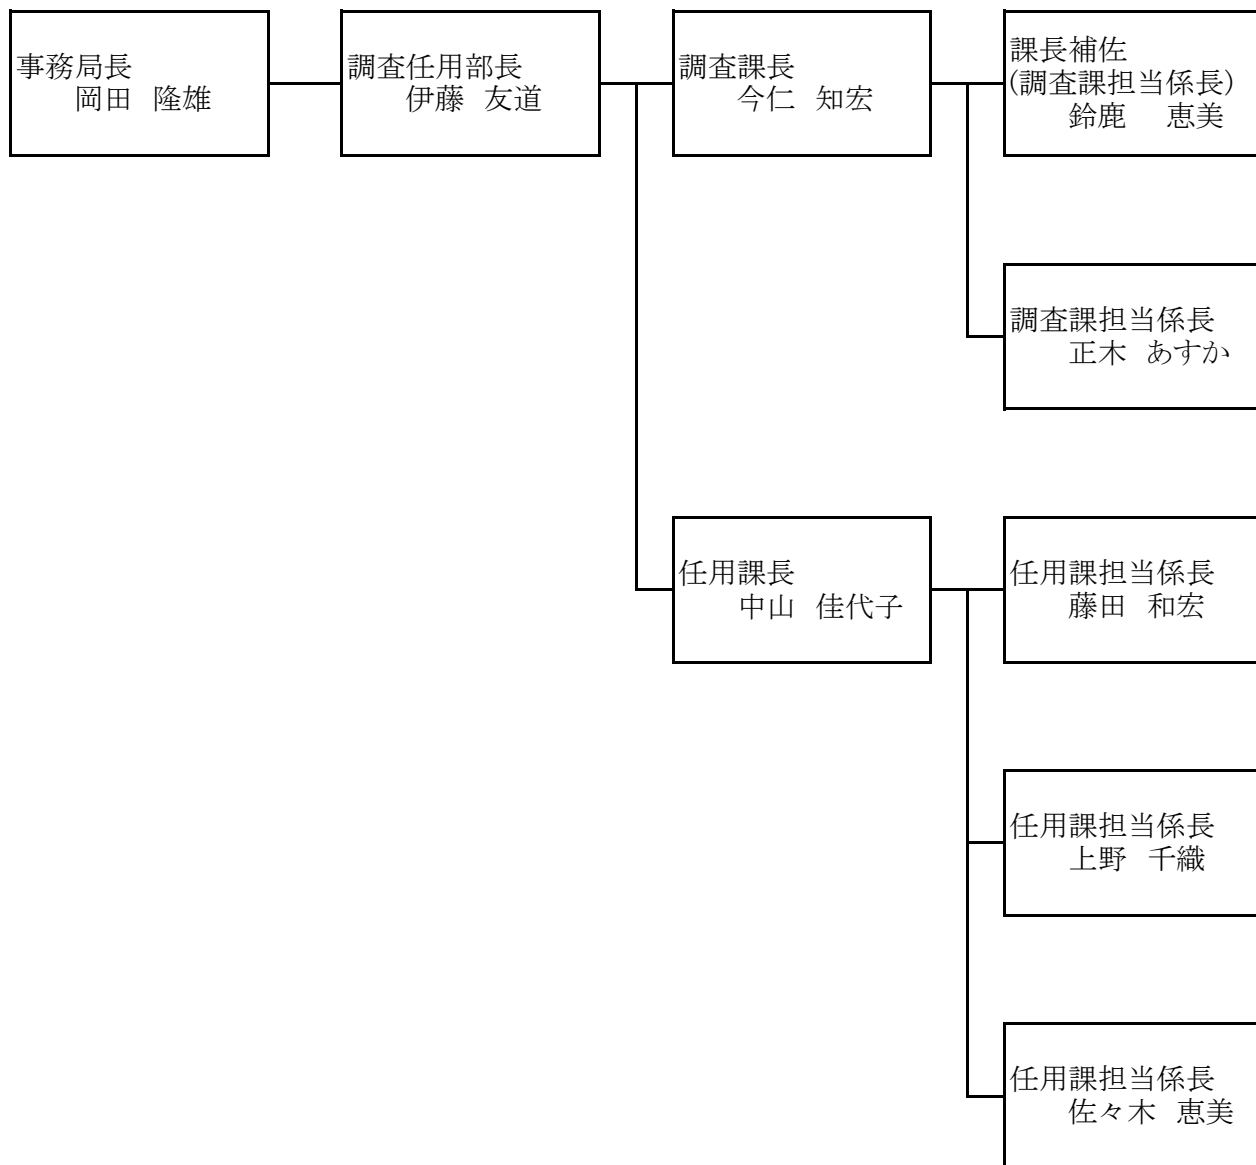 事務局長
岡田 隆雄
調査任用部長
伊藤 友道
調査課長
今仁 知宏
課長補佐
(調査課担当係長)
鈴鹿 恵美
調査課担当係長
正木 あすか
任用課長
中山 佳代子
任用課担当係長
藤田 和宏
任用課担当係長
上野 千織
任用課担当係長
佐々木 恵美